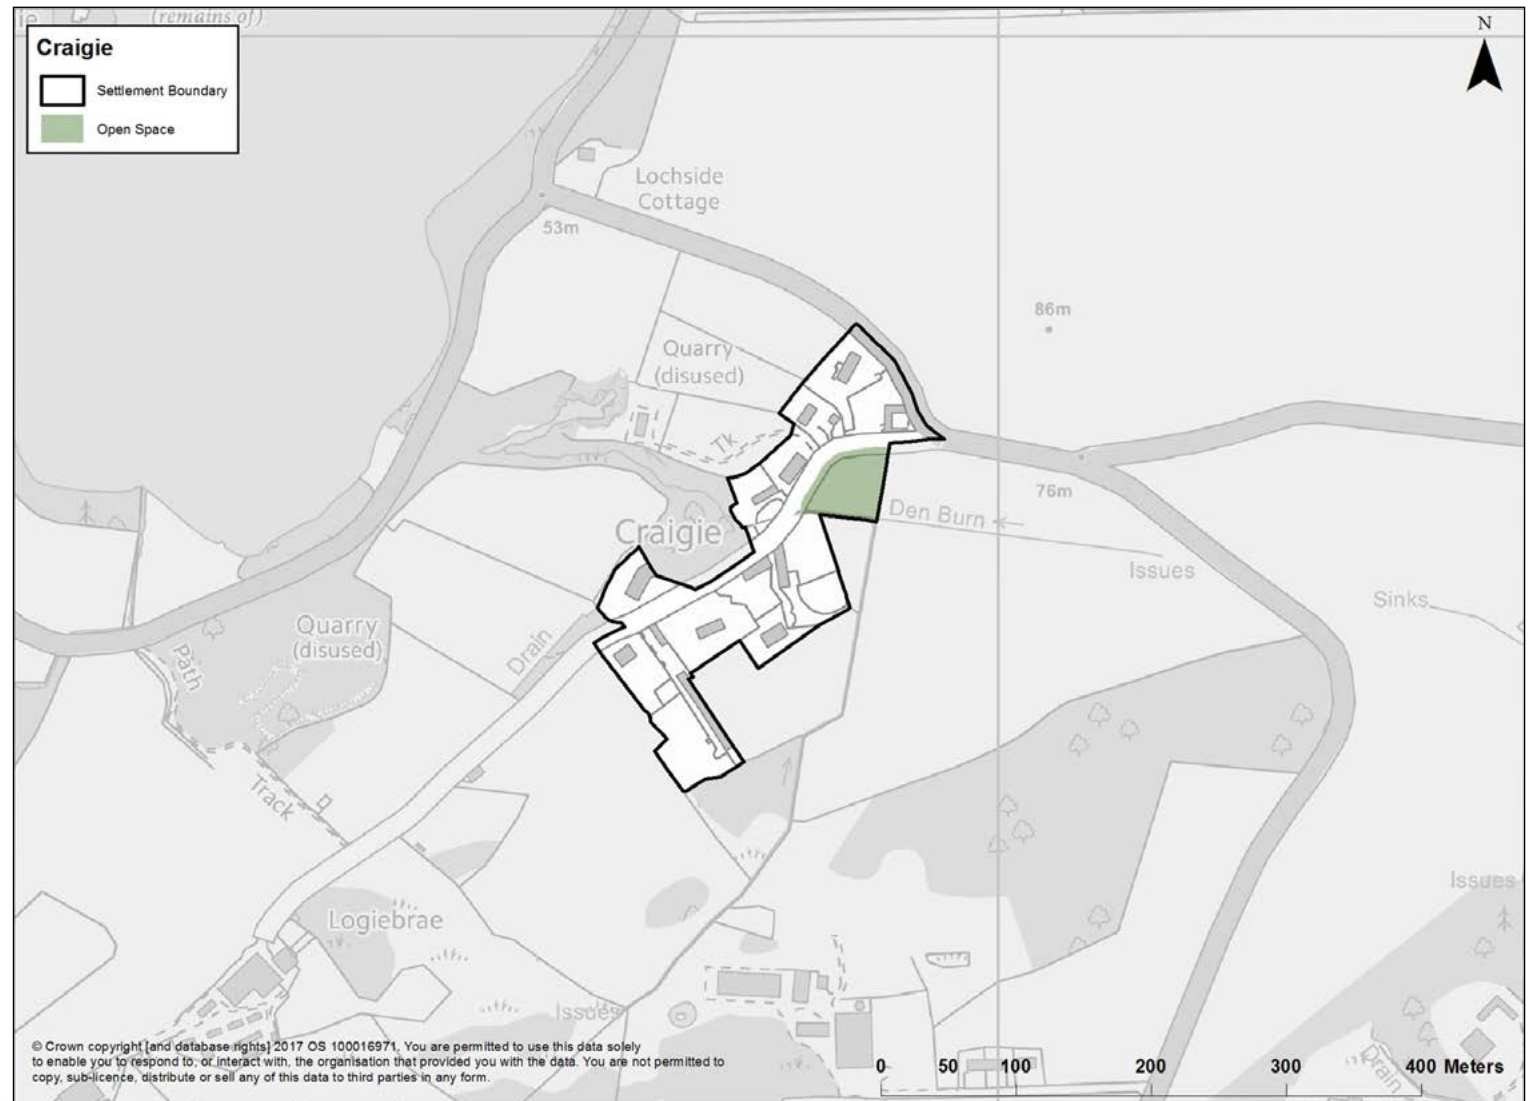 ie
(remains of)
Craigie
Settlement Boundary
Open Space
N
Lochside
Cottage
53m
86m
Quarry
(disused)
Tk
76m
Den Burn
Craigie
Issues
Sinks
Quarry
(disused)
Drain
Path
Track
Issues
Logiebrae
Issues
Drain
© Crown copyright [and database rights] 2017 OS 100016971. You are permitted to use this data solely
to enable you to respond to, or interact with, the organisation that provided you with the data. You are not permitted to
copy, sub-licence, distribute or sell any of this data to third parties in any form.
0 50 100 200 300 400 Meters